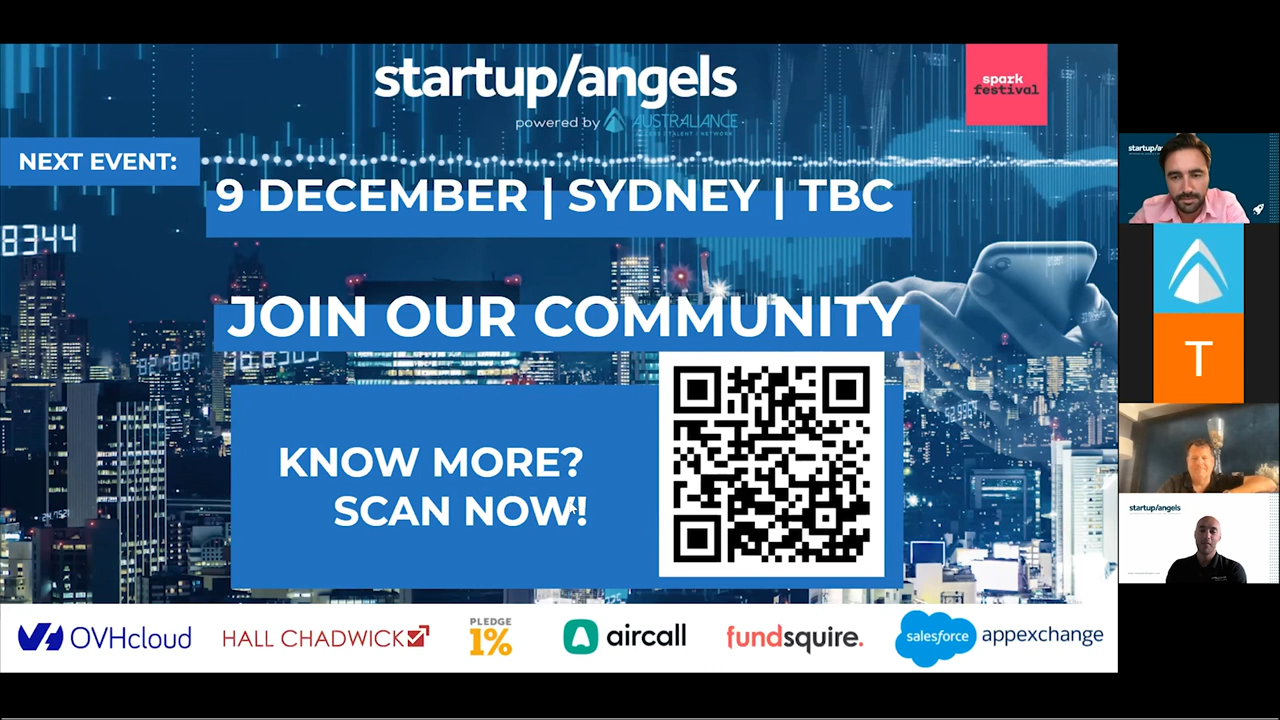 startup/angels
powered by AUSTRALIANCE
spark
festival
NEXT EVENT:
9 DECEMBER | SYDNEY | TBC
8344
JOIN OUR COMMUNITY
KNOW MORE?
SCAN NOW!
OVHcloud
HALL CHADWICK
PLEDGE
1%
aircall
fundsquire.
salesforce appexchange
T
startup/angels